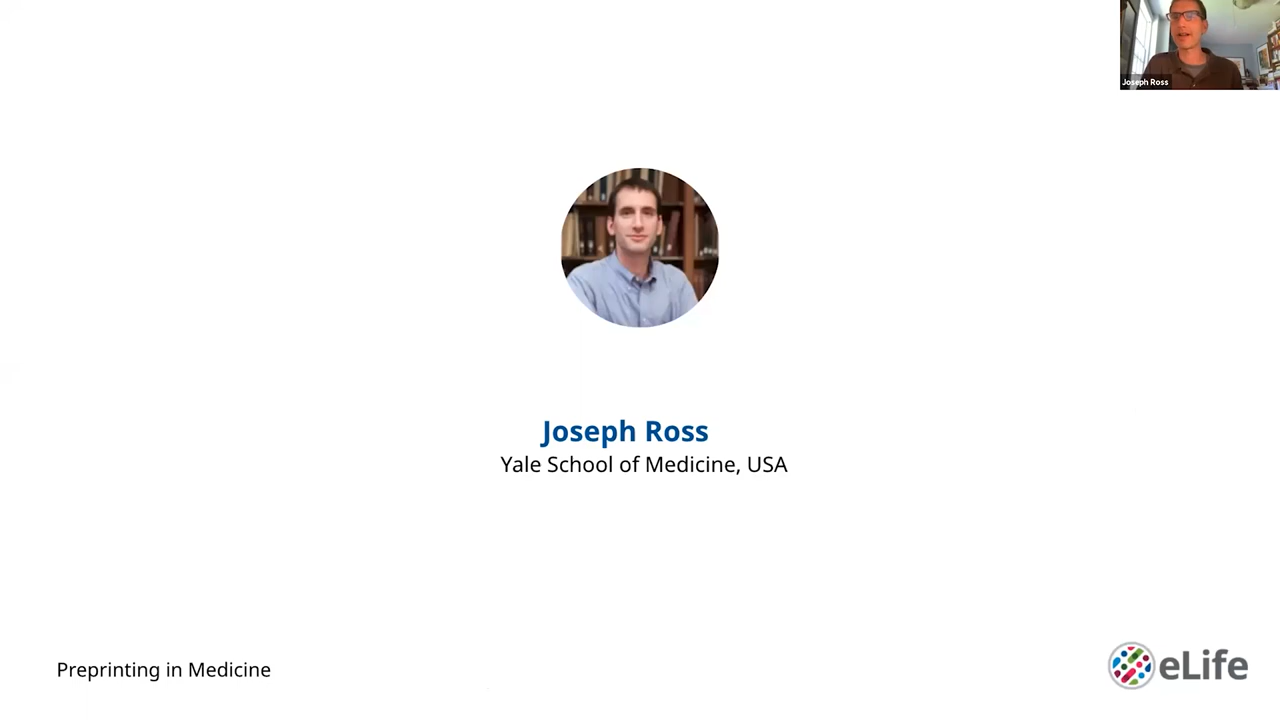 Joseph Ross
Joseph Ross
Yale School of Medicine, USA
Preprinting in Medicine
eLife